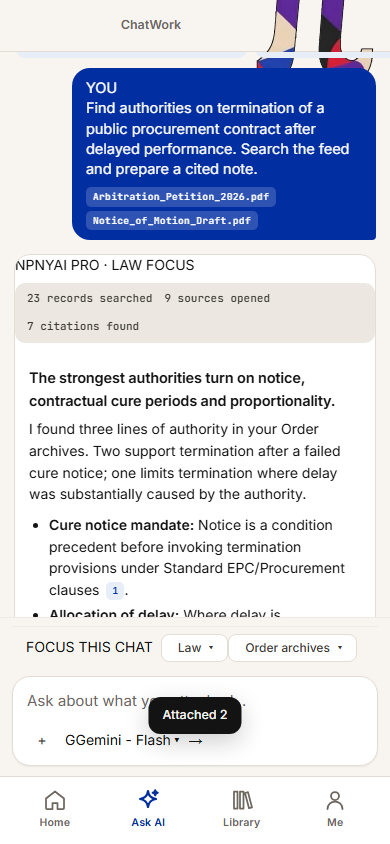 ChatWork
YOU
Find authorities on termination of a
public procurement contract after
delayed performance. Search the feed
and prepare a cited note.
Arbitration_Petition_2026.pdf
Notice_of_Motion_Draft.pdf
NPNYAI PRO · LAW FOCUS
23 records searched 9 sources opened
7 citations found
The strongest authorities turn on notice,
contractual cure periods and proportionality.
I found three lines of authority in your Order
archives. Two support termination after a failed
cure notice; one limits termination where delay
was substantially caused by the authority.
• Cure notice mandate: Notice is a condition
precedent before invoking termination
provisions under Standard EPC/Procurement
clauses 1.
• Allocation of delay: Where delay is
FOCUS THIS CHAT Law ▾ Order archives ▾
Ask about what
Attached 2
+ GGemini - Flash ▾ →
Home Ask AI Library Me